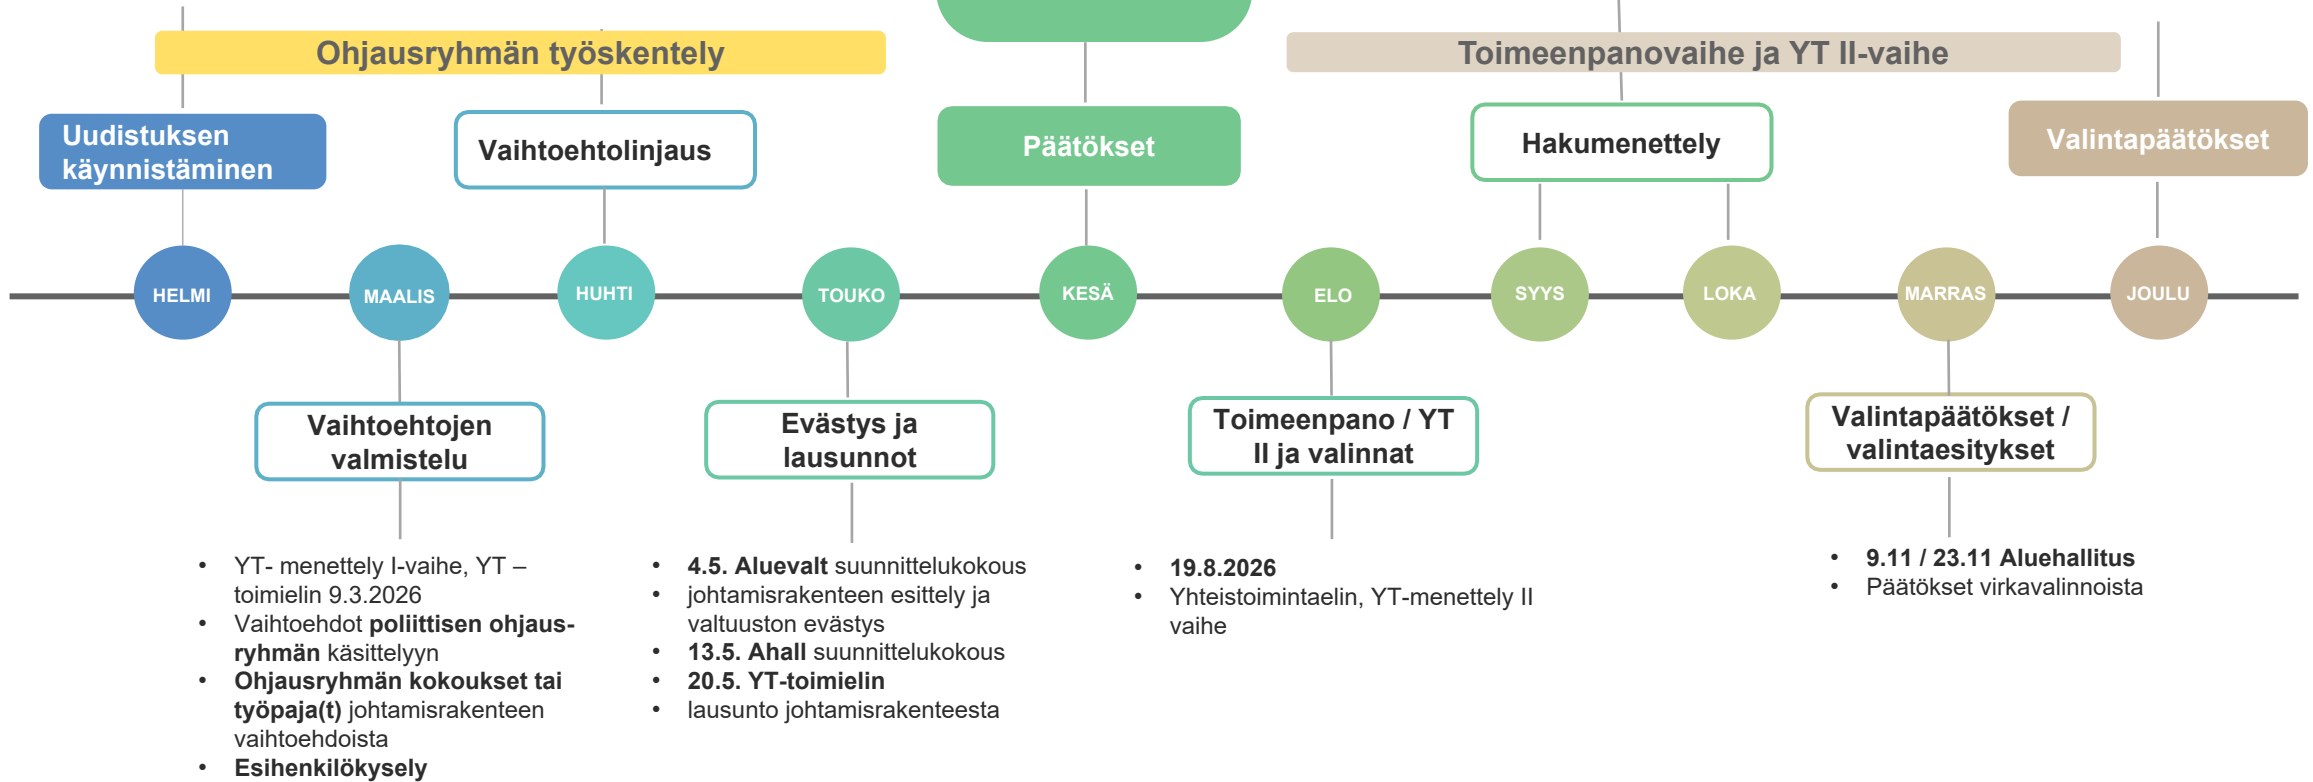 Ohjausryhmän työskentely
Toimeenpanovaihe ja YT II-vaihe
Uudistuksen
käynnistäminen
Vaihtoehtolinjaus
Päätökset
Hakumenettely
Valintapäätökset
HELMI
MAALIS
HUHTI
TOUKO
KESÄ
ELO
SYYS
LOKA
MARRAS
JOULU
Vaihtoehtojen
valmistelu
Evästys ja
lausunnot
Toimeenpano / YT
II ja valinnat
Valintapäätökset /
valintaesitykset
• YT- menettely I-vaihe, YT –
toimielin 9.3.2026
• Vaihtoehdot poliittisen ohjaus-
ryhmän käsittelyyn
• Ohjausryhmän kokoukset tai
työpaja(t) johtamisrakenteen
vaihtoehdoista
• Esihenkilökysely
• 4.5. Aluevalt suunnittelukokous
• johtamisrakenteen esittely ja
valtuuston evästys
• 13.5. Ahall suunnittelukokous
• 20.5. YT-toimielin
• lausunto johtamisrakenteesta
• 19.8.2026
• Yhteistoimintaelin, YT-menettely II
vaihe
• 9.11 / 23.11 Aluehallitus
• Päätökset virkavalinnoista